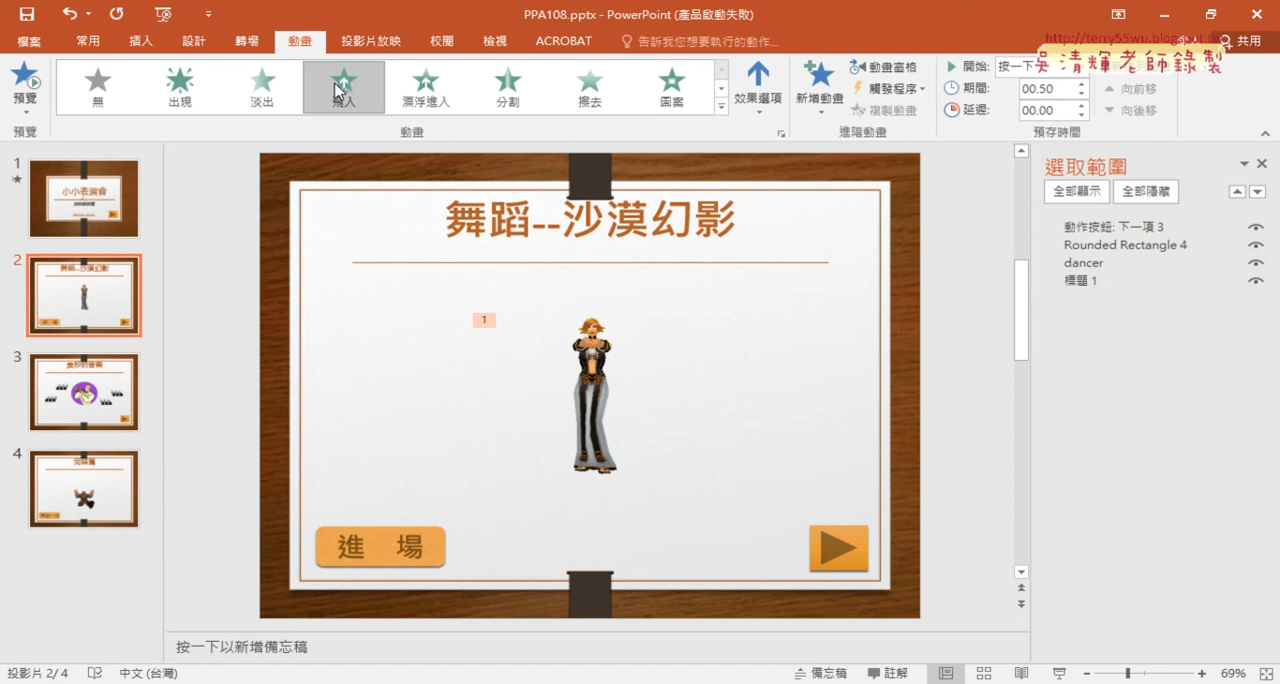 PPA108.pptx - PowerPoint (產品啟動失敗)
檔案 常用 插入 設計 轉場 動畫 投影片放映 校閱 檢視 ACROBAT 告訴我您想要執行的動作... 共用
http://terry55wu.blogspot.tw
吳清輝老師錄製
預覽 無 出現 淡出 飛入 漂浮進入 分割 擦去 圖案 效果選項 新增動畫
動畫窗格
觸發程序
複製動畫
開始: 按一下
期間: 00.50 向前移
延遲: 00.00 向後移
預覽 動畫 進階動畫 預存時間
1
小小表演會
2
舞蹈--沙漠幻影
進 場
3
4
舞蹈--沙漠幻影
1
進 場
選取範圍
全部顯示 全部隱藏
動作按鈕: 下一項 3
Rounded Rectangle 4
dancer
標題 1
按一下以新增備忘稿
投影片 2/4 中文 (台灣) 備忘稿 註解 69%